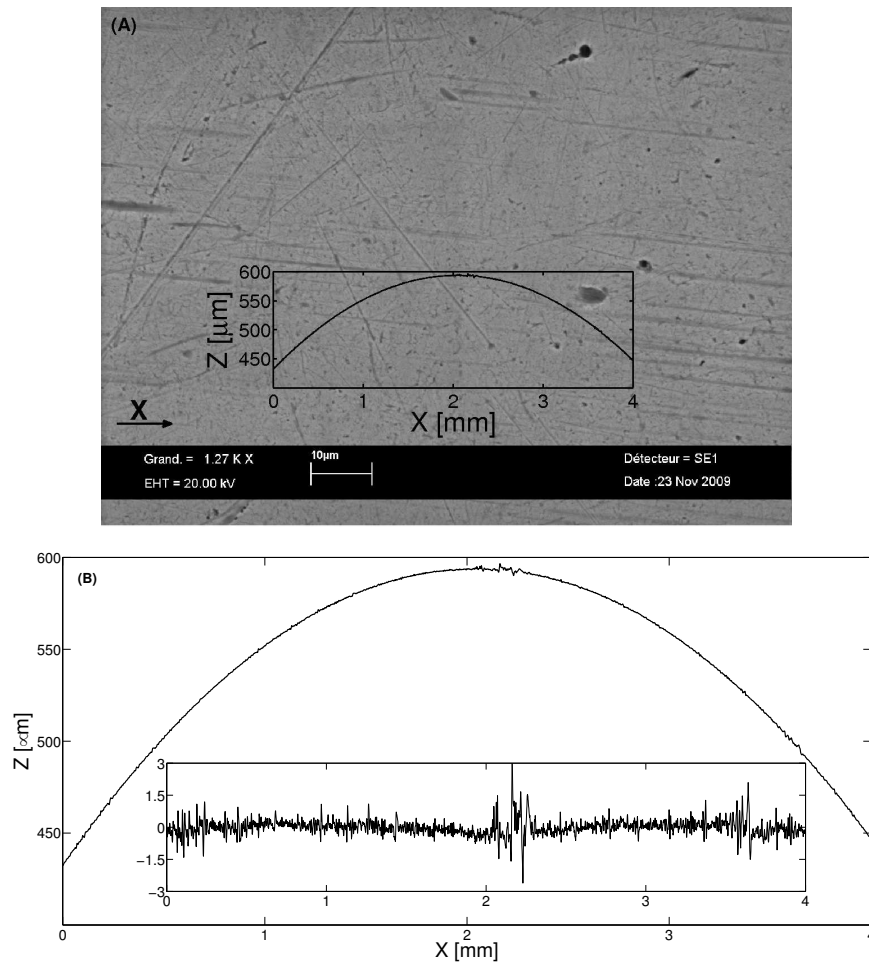 (A)
600
550
500
450
Z [μm]
0 1 2 3 4
X [mm]
X
Grand. = 1.27 K X
EHT = 20.00 kV
10μm
Détecteur = SE1
Date :23 Nov 2009
(B)
600
550
500
450
Z [∝m]
3
1.5
0
−1.5
−3
0 1 2 3 4
0 1 2 3 4
X [mm]